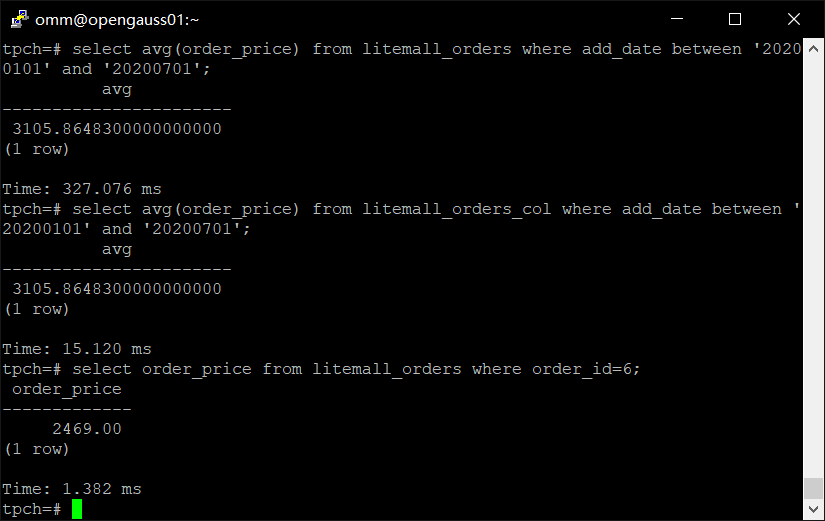 omm@opengauss01:~
tpch=# select avg(order_price) from litemall_orders where add_date between '2020
0101' and '20200701';
          avg
-----------------------
 3105.8648300000000000
(1 row)

Time: 327.076 ms
tpch=# select avg(order_price) from litemall_orders_col where add_date between '
20200101' and '20200701';
          avg
-----------------------
 3105.8648300000000000
(1 row)

Time: 15.120 ms
tpch=# select order_price from litemall_orders where order_id=6;
 order_price
-------------
     2469.00
(1 row)

Time: 1.382 ms
tpch=#